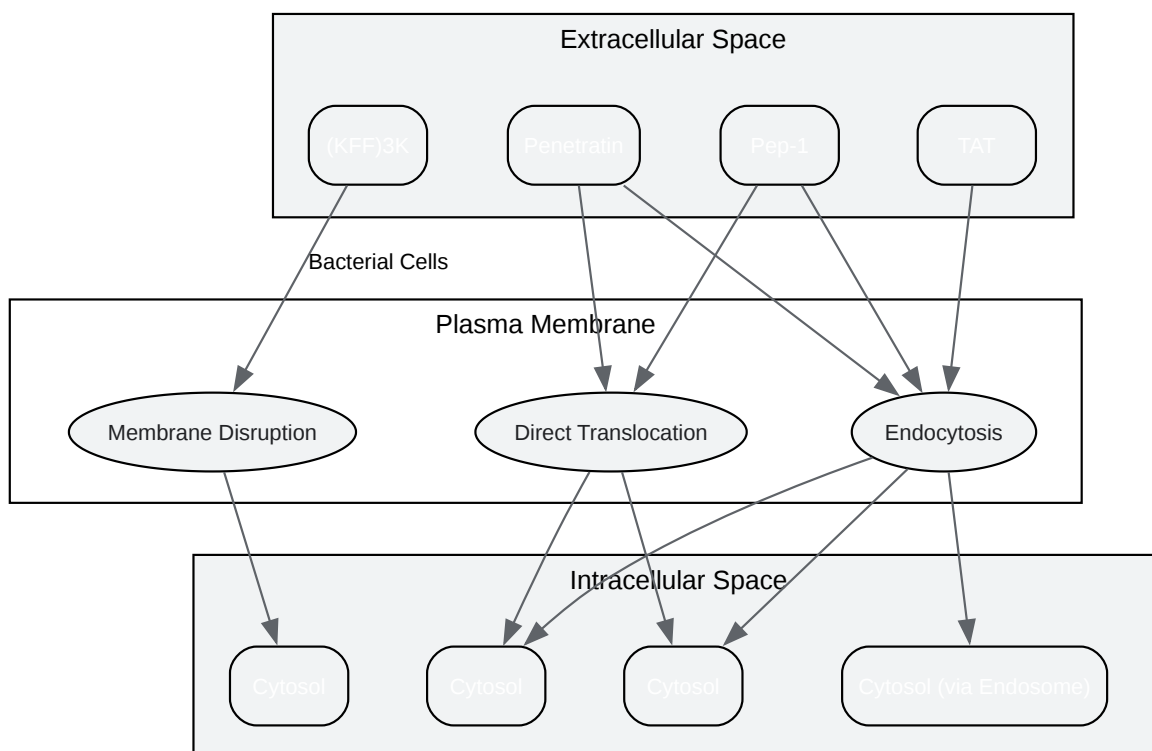 Extracellular Space
(KFF)3K
Penetratin
Pep-1
TAT
Bacterial Cells
Plasma Membrane
Membrane Disruption
Direct Translocation
Endocytosis
Intracellular Space
Cytosol
Cytosol
Cytosol
Cytosol (via Endosome)